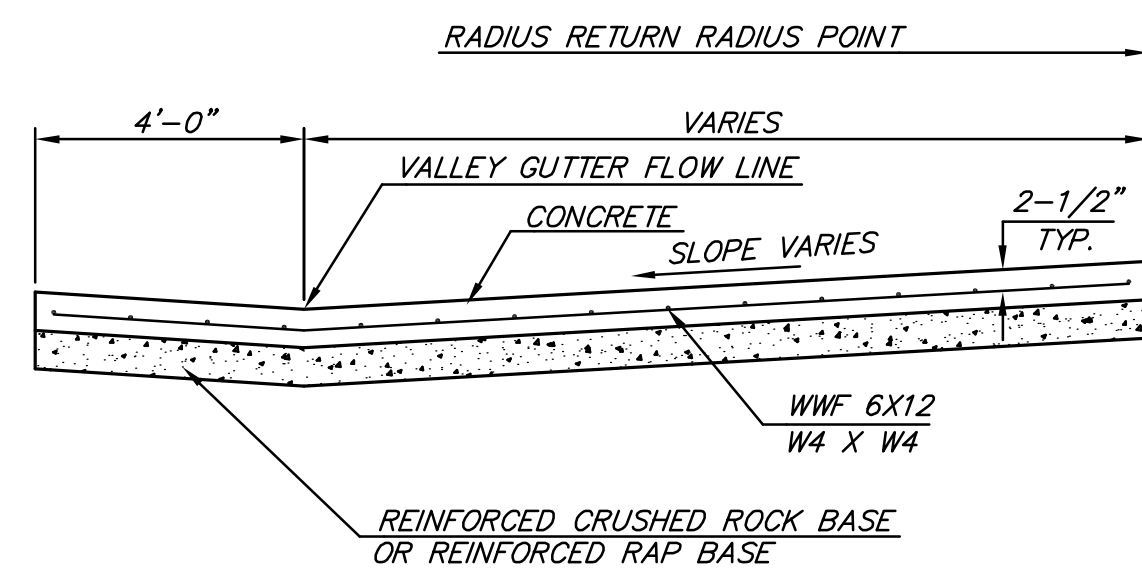 RADIUS RETURN RADIUS POINT
4'-0"
VARIES
VALLEY GUTTER FLOW LINE
CONCRETE
2-1/2"
TYP.
SLOPE VARIES
WWF 6X12
W4 X W4
REINFORCED CRUSHED ROCK BASE
OR REINFORCED RAP BASE